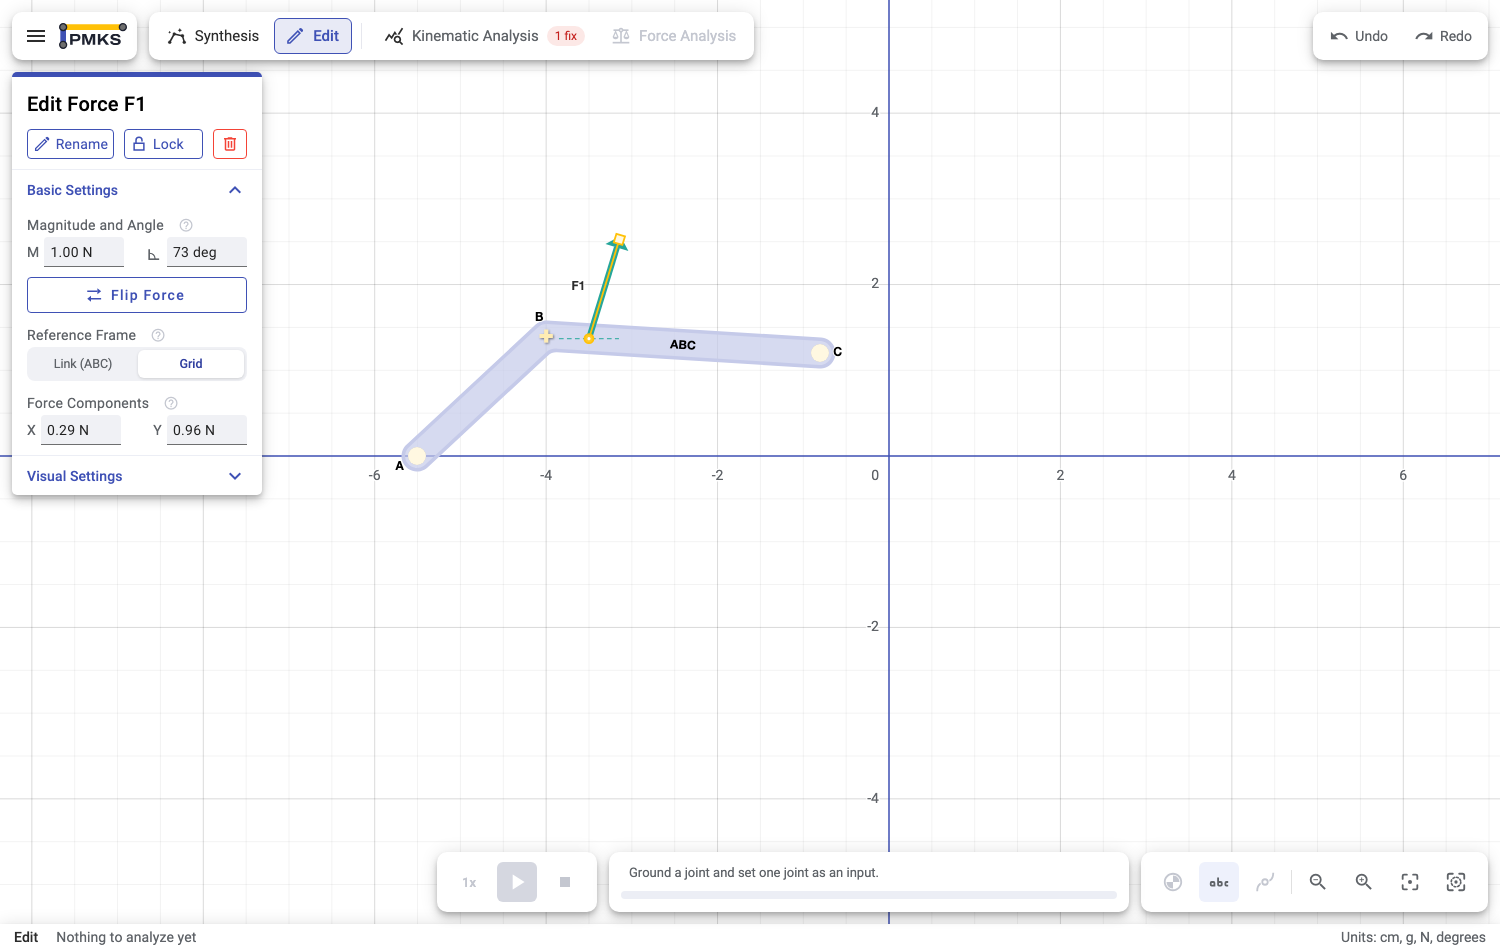 PMKS
Synthesis
Edit
Kinematic Analysis
1 fix
Force Analysis
Undo
Redo
Edit Force F1
Rename
Lock
Basic Settings
Magnitude and Angle
M 1.00 N
73 deg
Flip Force
Reference Frame
Link (ABC)
Grid
Force Components
X 0.29 N
Y 0.96 N
Visual Settings
4
2
F1
B
ABC
C
A
-6
-4
-2
0
2
4
6
-2
-4
1x
Ground a joint and set one joint as an input.
abc
Edit
Nothing to analyze yet
Units: cm, g, N, degrees